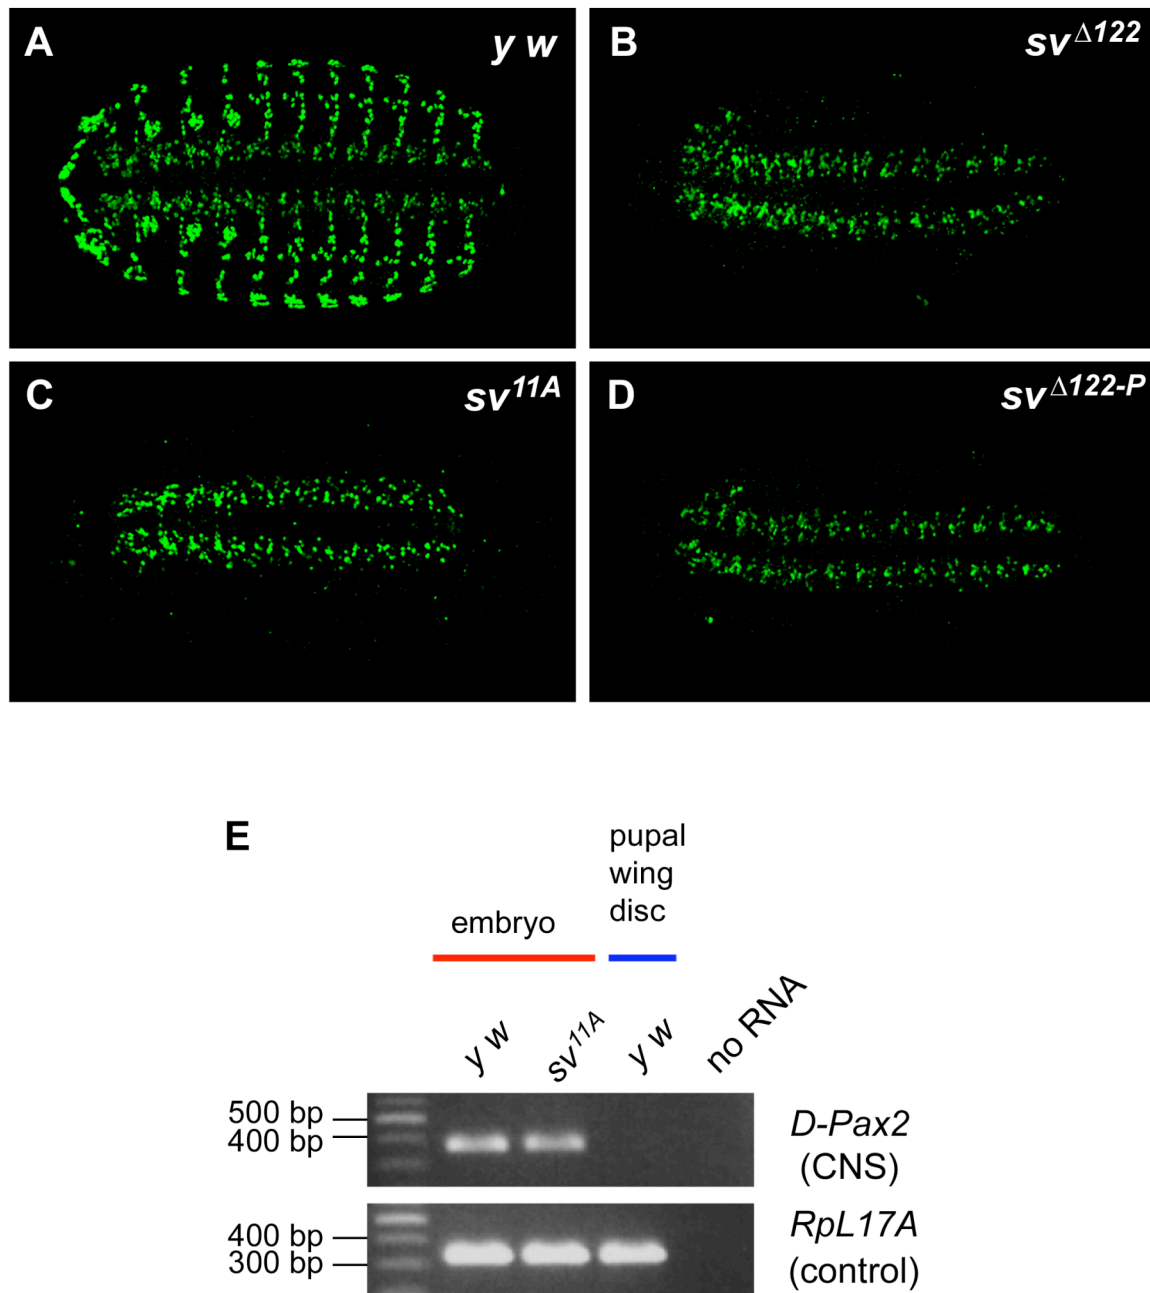 A
y w
B
sv Δ122
C
sv 11A
D
sv Δ122-P
E
embryo
pupal
wing
disc
y w
sv 11A
y w
no RNA
500 bp
400 bp
D-Pax2
(CNS)
400 bp
300 bp
RpL17A
(control)